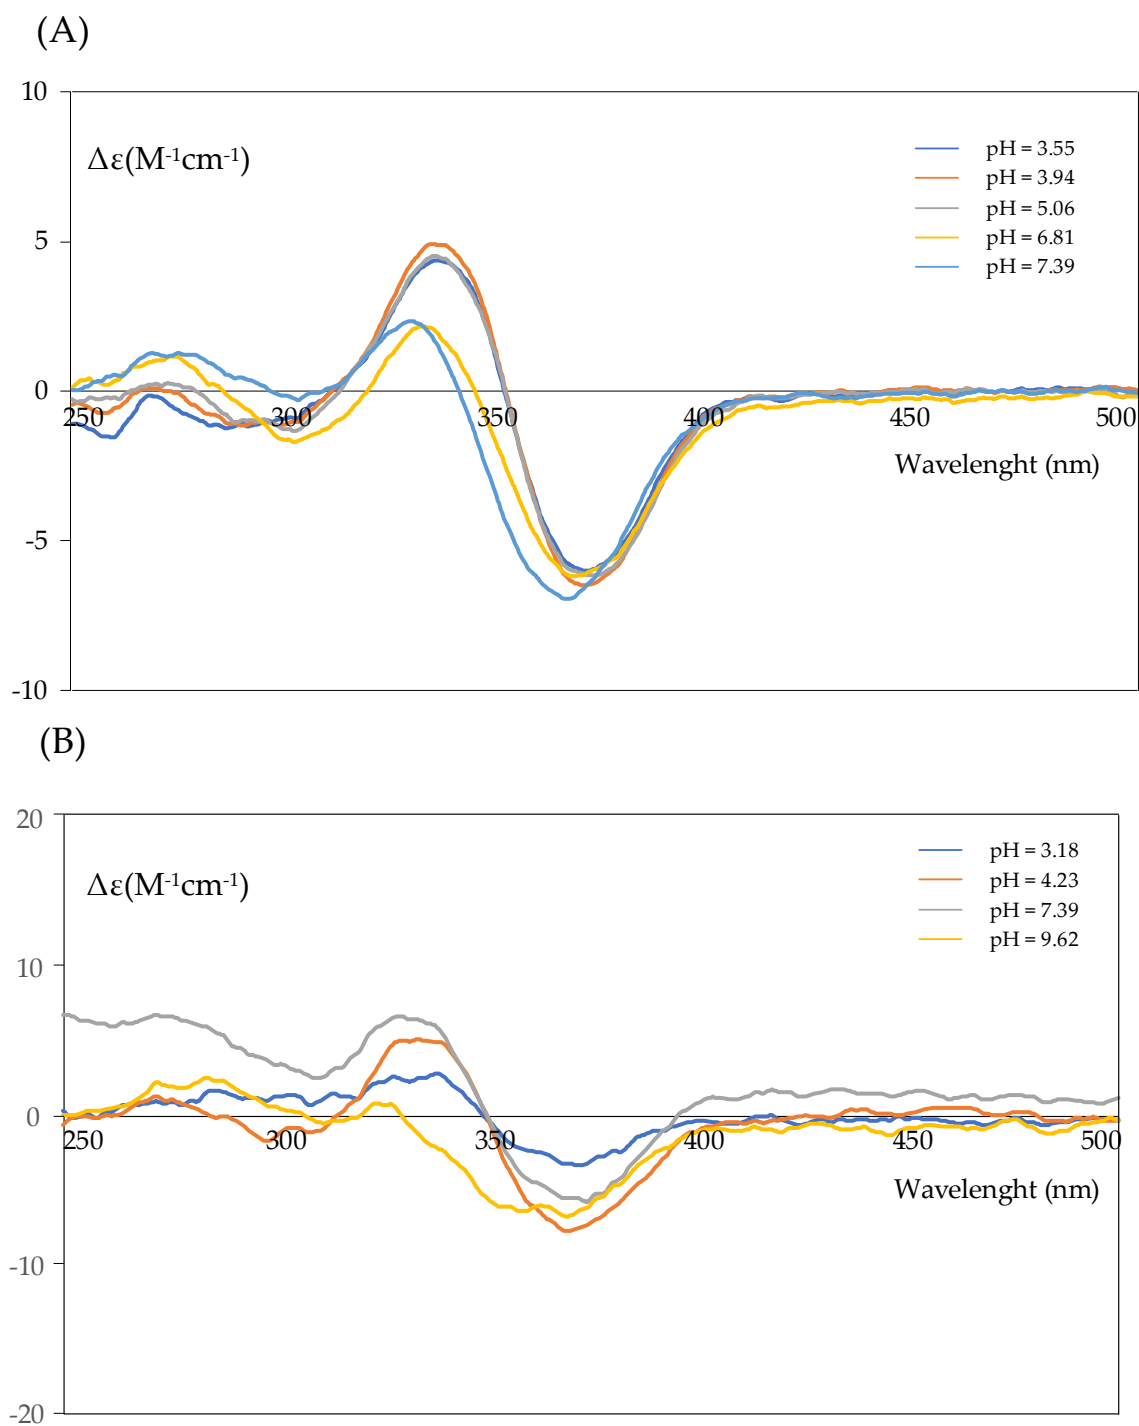 (A)
10
Δε(M⁻¹cm⁻¹)
pH = 3.55
pH = 3.94
pH = 5.06
pH = 6.81
pH = 7.39
5
0
250 300 350 400 450 500
Wavelenght (nm)
-5
-10
(B)
20
Δε(M⁻¹cm⁻¹)
pH = 3.18
pH = 4.23
pH = 7.39
pH = 9.62
10
0
250 300 350 400 450 500
Wavelenght (nm)
-10
-20